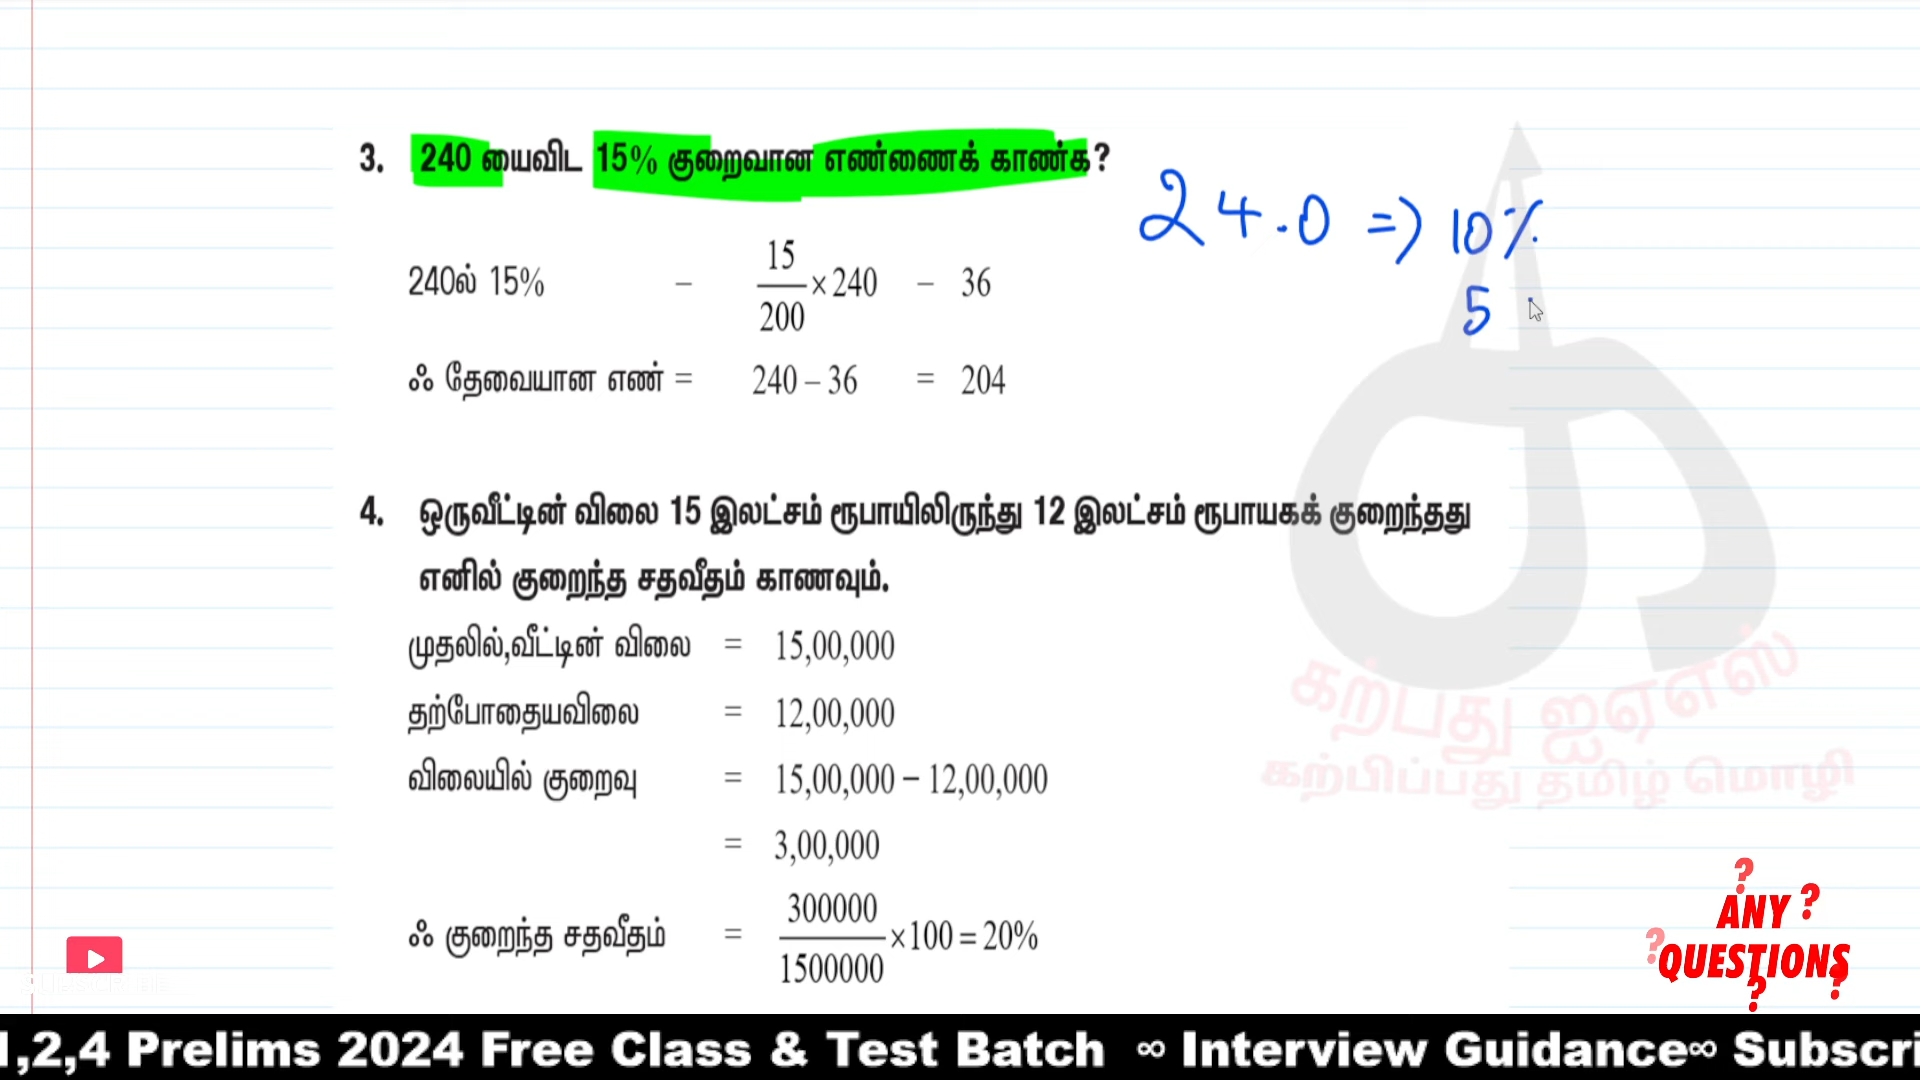 3. 240 யைவிட 15% குறைவான எண்ணைக் காண்க?
24.0 => 10%
5
240ல் 15% – 15/200 × 240 – 36
ஃ தேவையான எண் = 240 – 36 = 204
4. ஒருவீட்டின் விலை 15 இலட்சம் ரூபாயிலிருந்து 12 இலட்சம் ரூபாயகக் குறைந்தது
எனில் குறைந்த சதவீதம் காணவும்.
முதலில்,வீட்டின் விலை = 15,00,000
தற்போதையவிலை = 12,00,000
விலையில் குறைவு = 15,00,000 – 12,00,000
= 3,00,000
ஃ குறைந்த சதவீதம் = 300000/1500000 ×100 = 20%
த
கற்பது ஐஏஎஸ்
கற்பிப்பது தமிழ் மொழி
? ANY ?
? QUESTIONS
? ?
SUBSCRIBE
1,2,4 Prelims 2024 Free Class & Test Batch ∞ Interview Guidance∞ Subscri